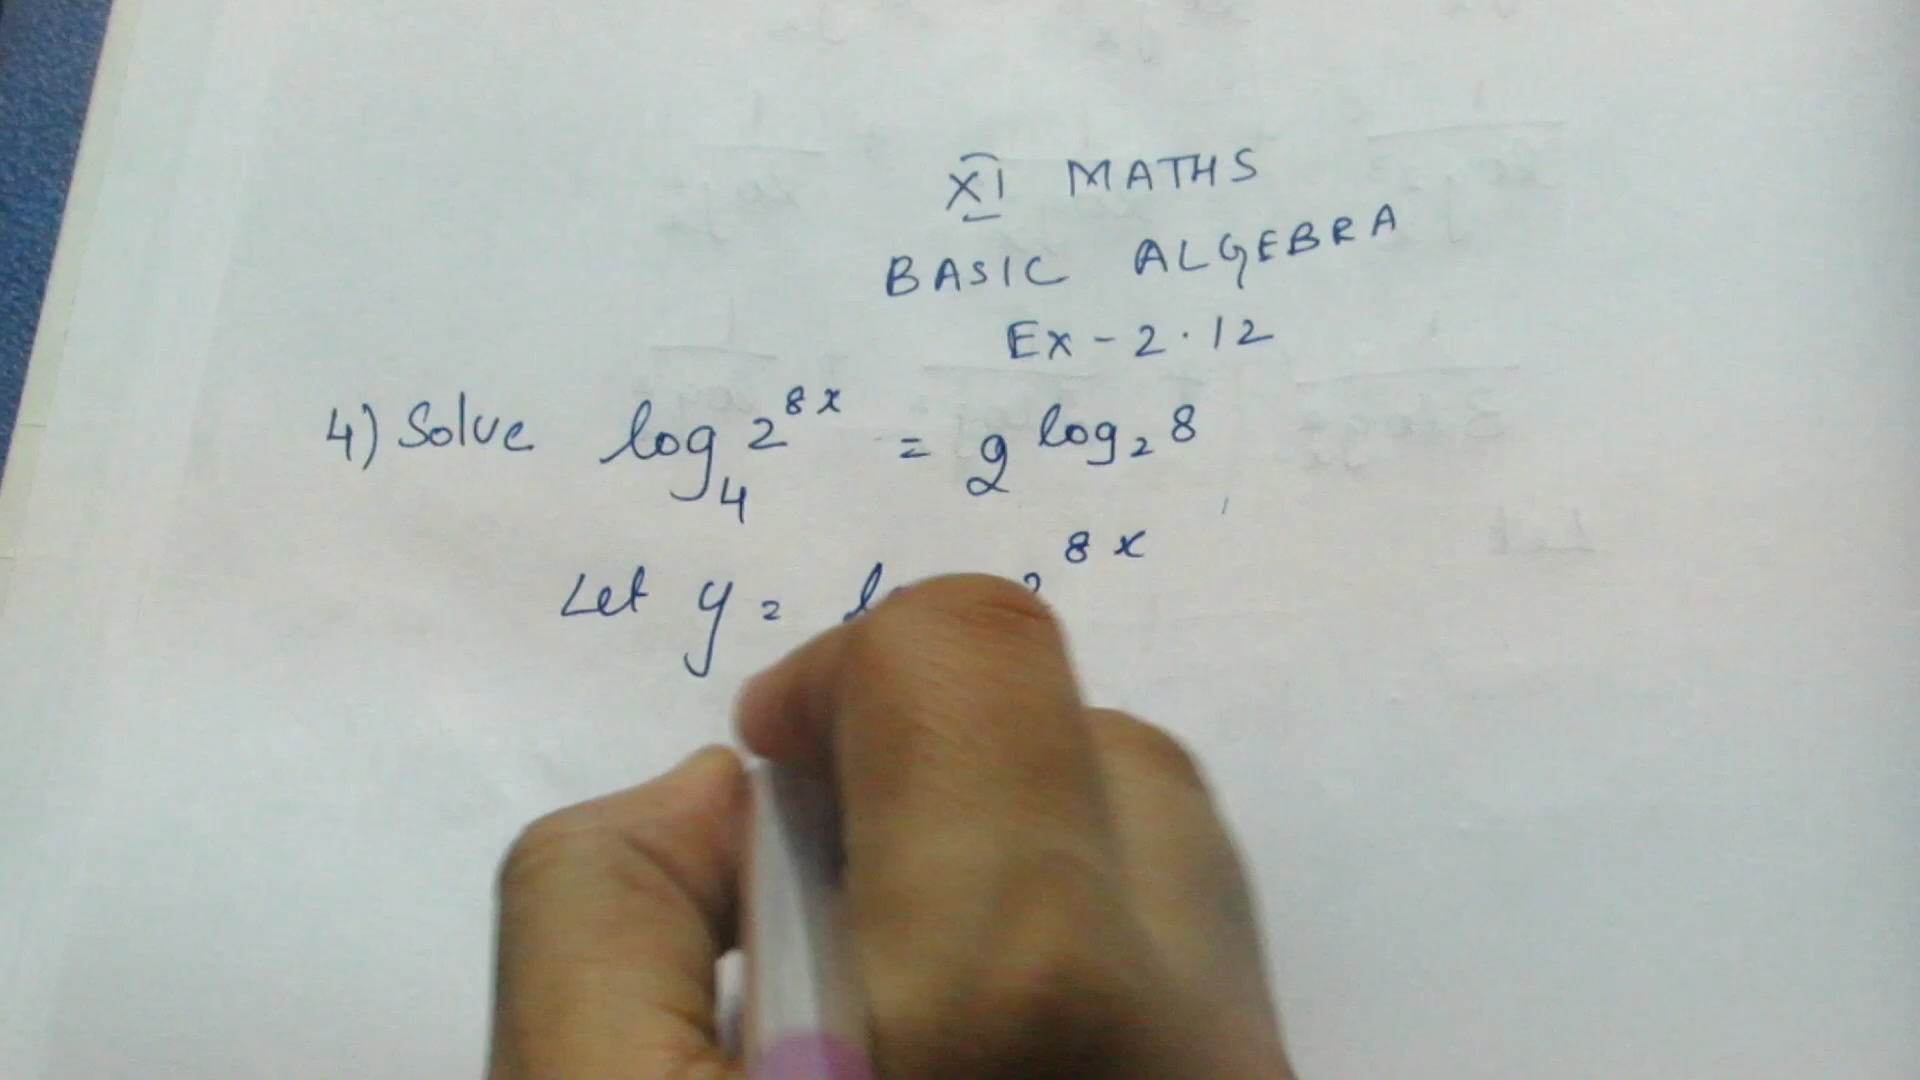 XI MATHS
BASIC ALGEBRA
Ex - 2.12
4) Solve log₄ 2^8x = 2^log₂ 8
Let y = 8x